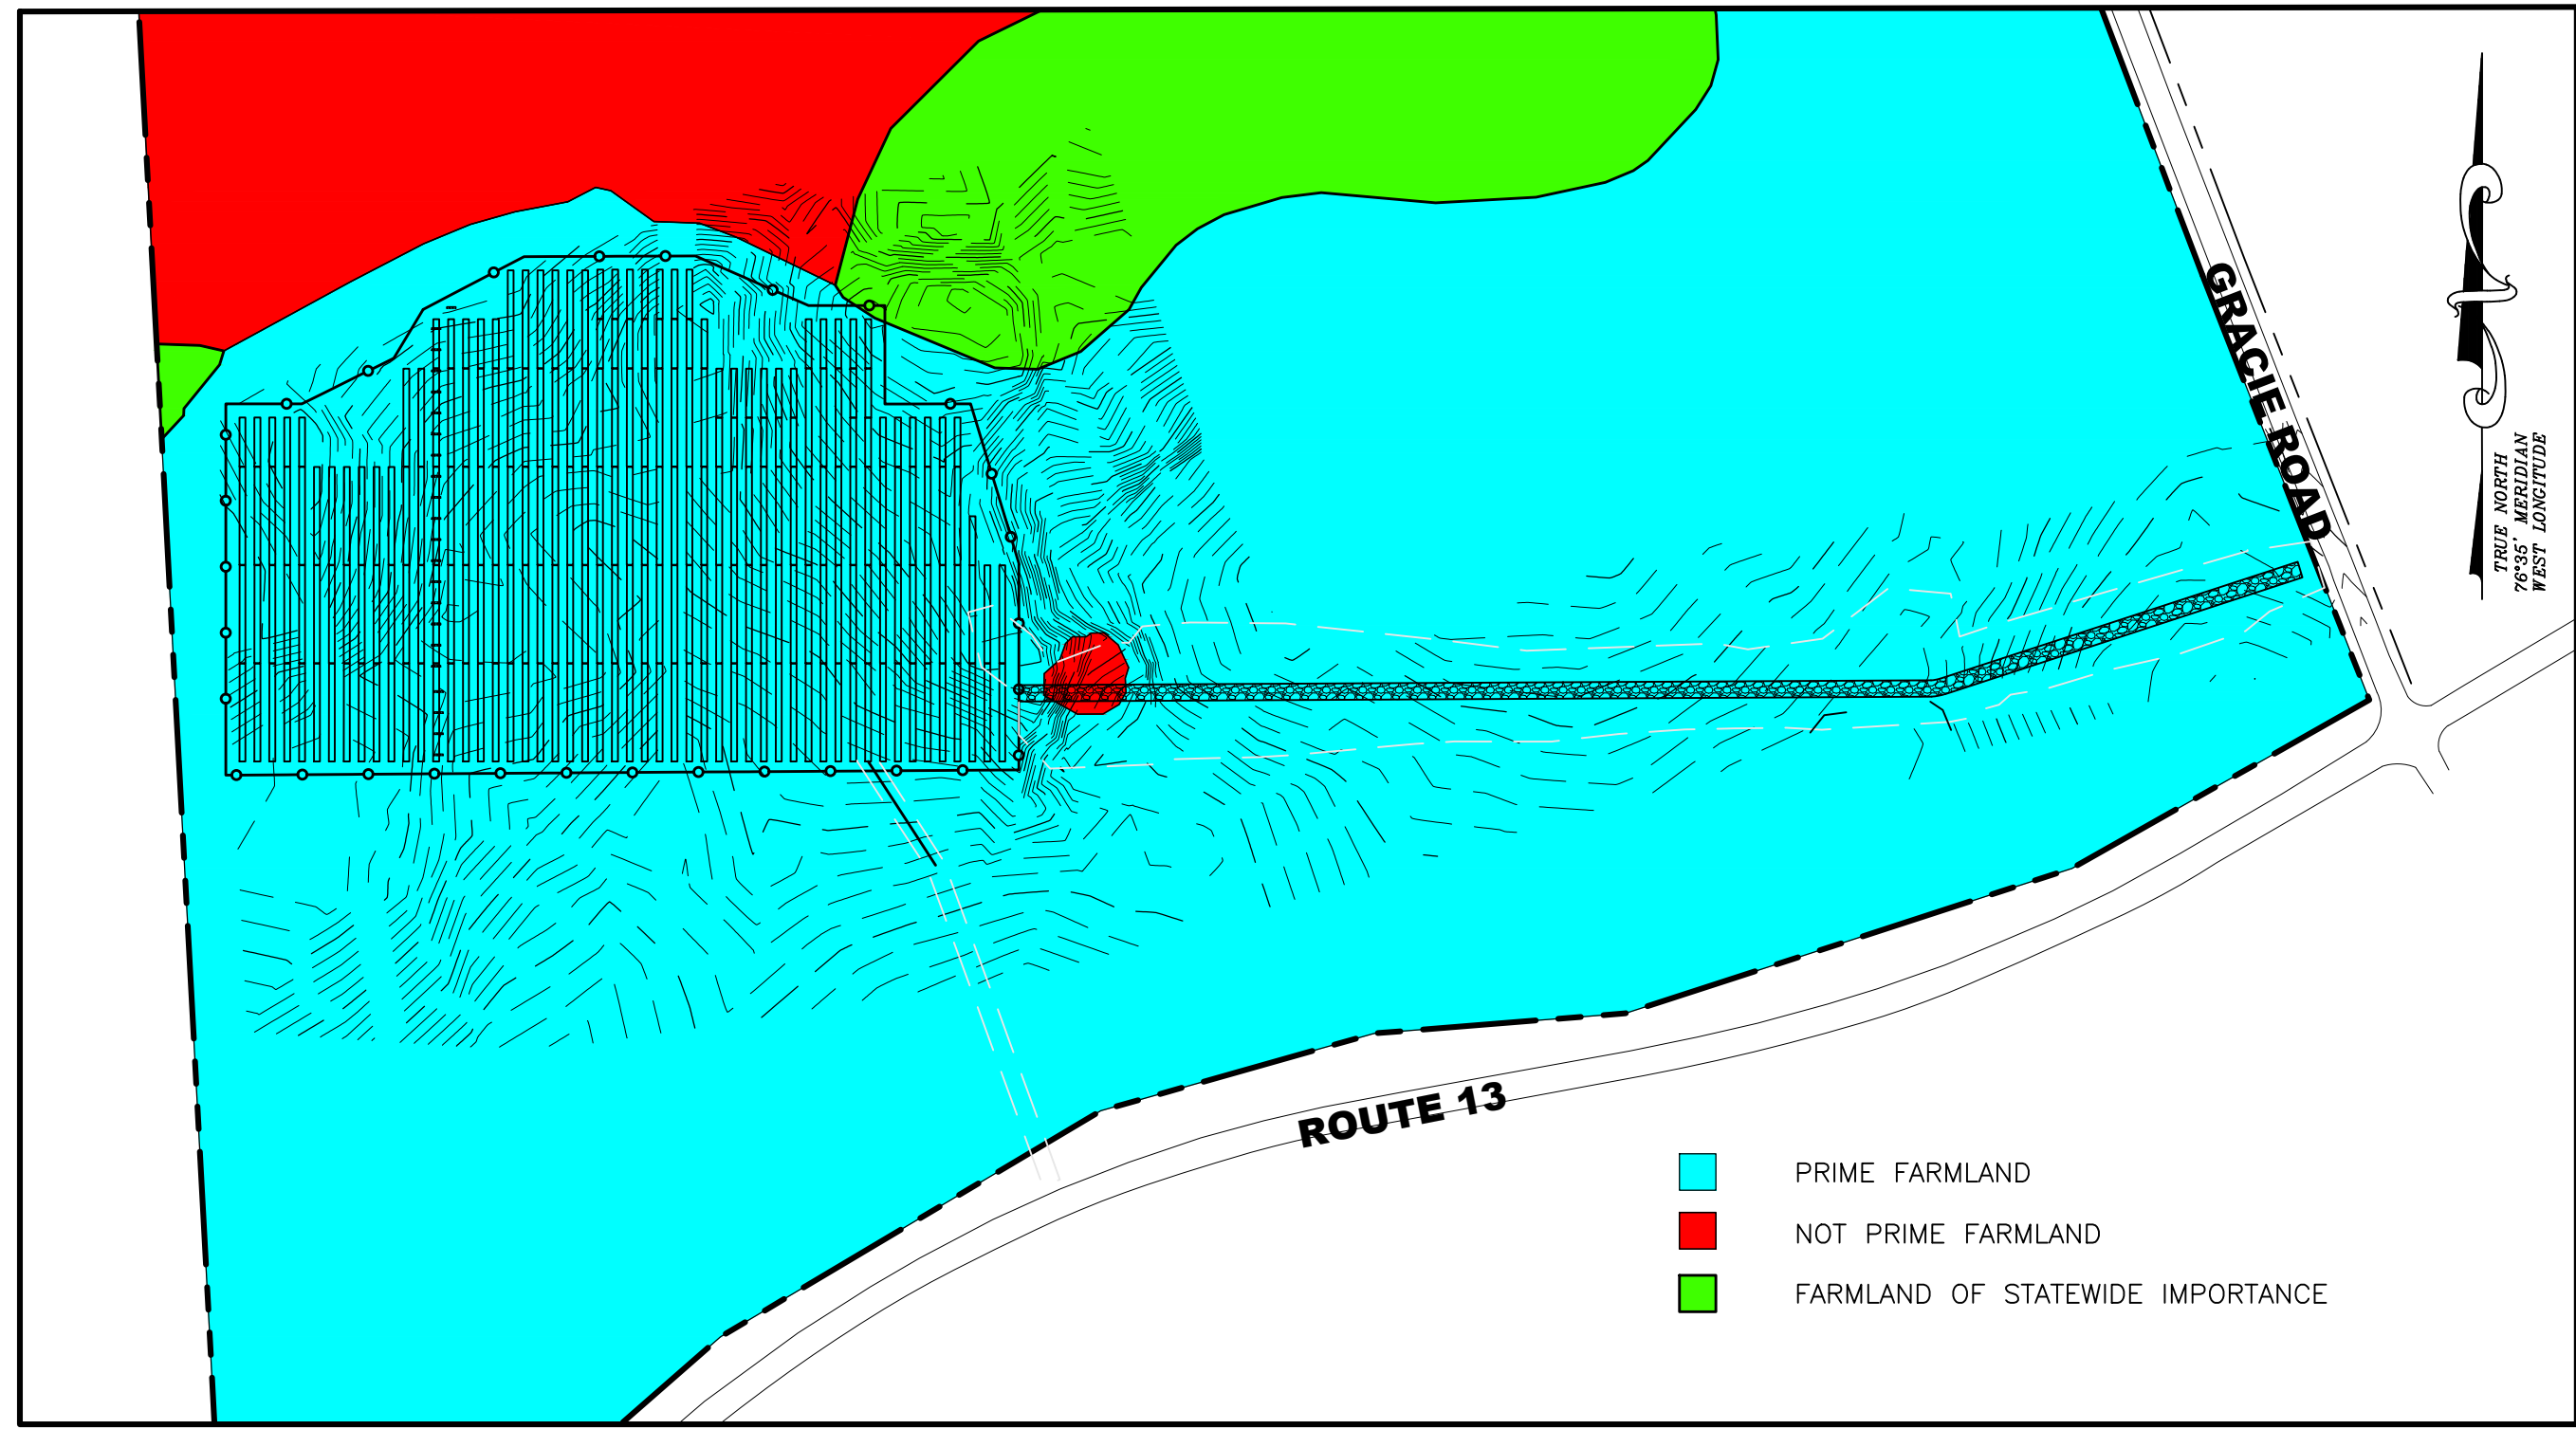 GRACIE ROAD
TRUE NORTH
76°35' MERIDIAN
WEST LONGITUDE
ROUTE 13
PRIME FARMLAND
NOT PRIME FARMLAND
FARMLAND OF STATEWIDE IMPORTANCE